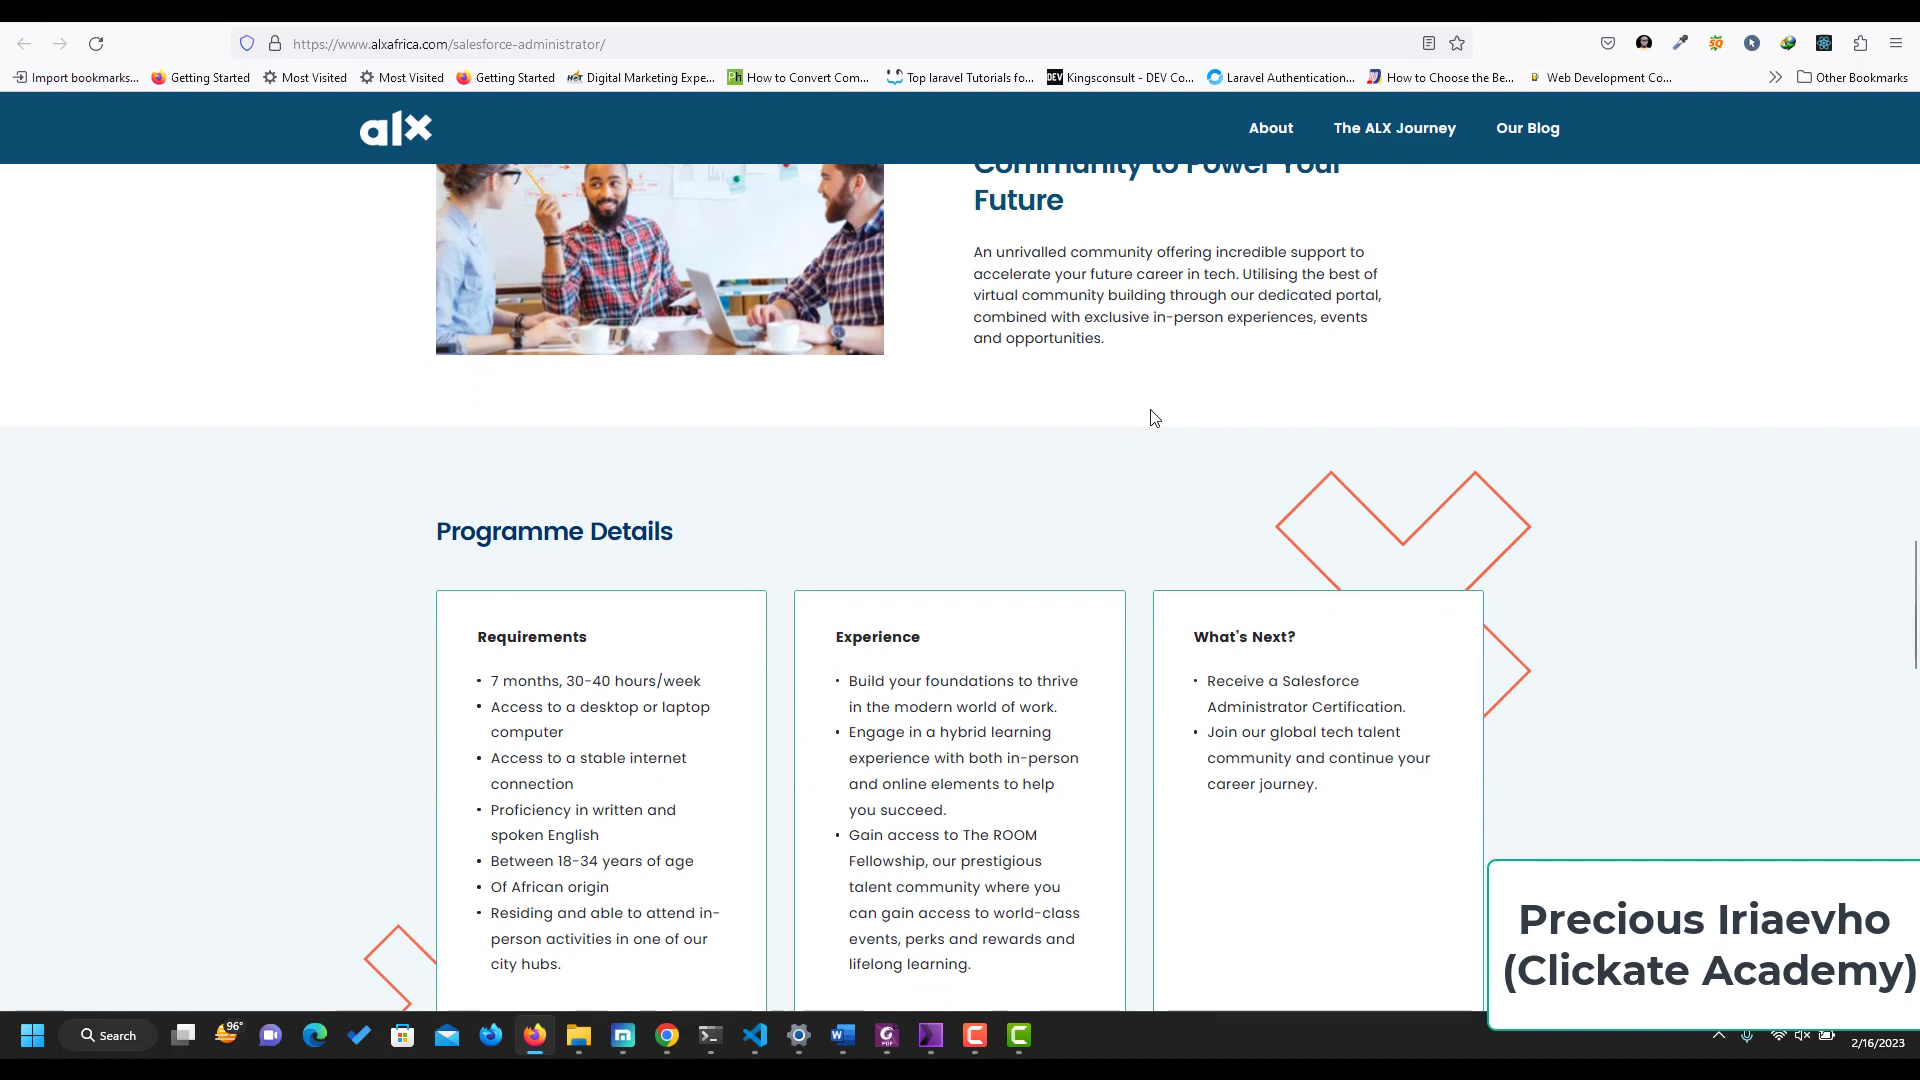 https://www.alxafrica.com/salesforce-administrator/
Import bookmarks...
Getting Started
Most Visited
Most Visited
Getting Started
Digital Marketing Expe...
How to Convert Com...
Top laravel Tutorials fo...
Kingsconsult - DEV Co...
Laravel Authentication...
How to Choose the Be...
Web Development Co...
Other Bookmarks
alx
About
The ALX Journey
Our Blog
Community to Power Your
Future
An unrivalled community offering incredible support to
accelerate your future career in tech. Utilising the best of
virtual community building through our dedicated portal,
combined with exclusive in-person experiences, events
and opportunities.
Programme Details
Requirements
• 7 months, 30-40 hours/week
• Access to a desktop or laptop
computer
• Access to a stable internet
connection
• Proficiency in written and
spoken English
• Between 18-34 years of age
• Of African origin
• Residing and able to attend in-
person activities in one of our
city hubs.
Experience
• Build your foundations to thrive
in the modern world of work.
• Engage in a hybrid learning
experience with both in-person
and online elements to help
you succeed.
• Gain access to The ROOM
Fellowship, our prestigious
talent community where you
can gain access to world-class
events, perks and rewards and
lifelong learning.
What's Next?
• Receive a Salesforce
Administrator Certification.
• Join our global tech talent
community and continue your
career journey.
Precious Iriaevho
(Clickate Academy)
Search
96°
2/16/2023